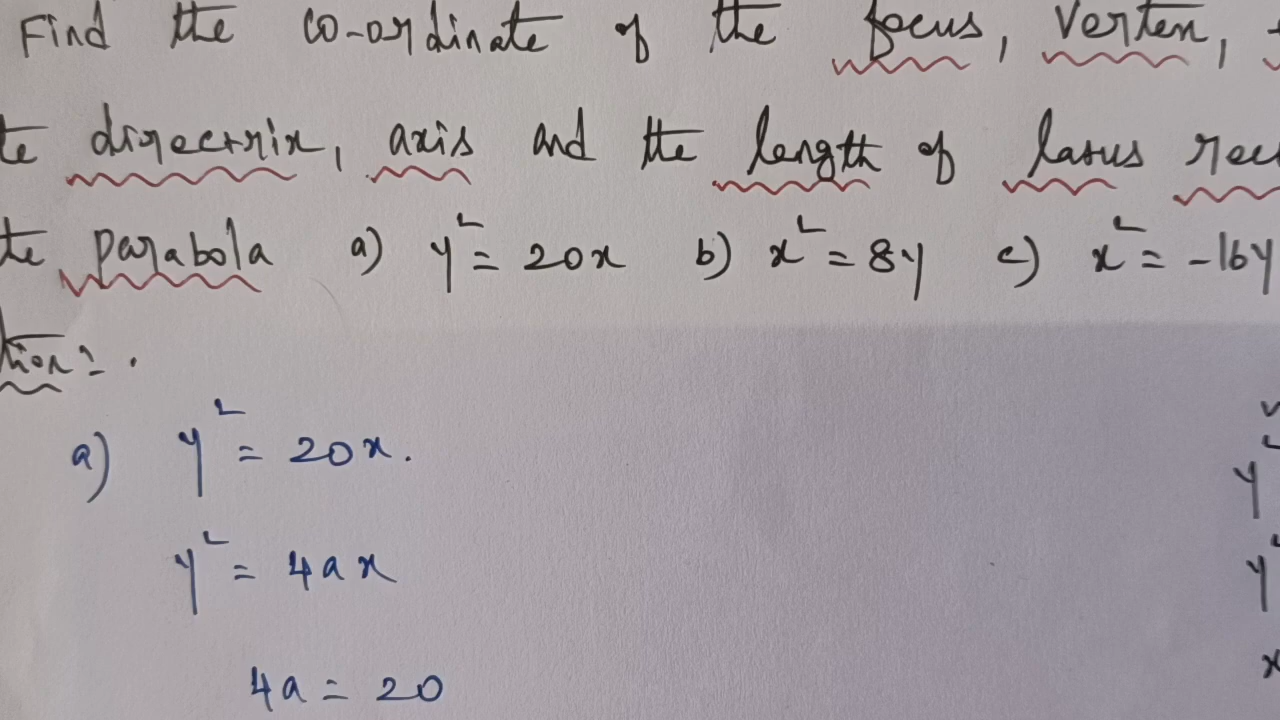 Find the co-ordinate of the focus, Vertex,
directrix, axis and the length of latus
parabola a) y² = 20x b) x² = 8y c) x² = -16y
a) y² = 20x.
y² = 4ax
4a = 20